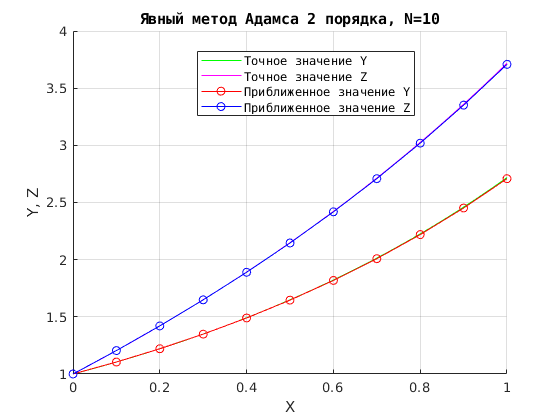 Явный метод Адамса 2 порядка, N=10
4
3.5
3
2.5
2
1.5
1
Y, Z
Точное значение Y
Точное значение Z
Приближенное значение Y
Приближенное значение Z
0
0.2
0.4
0.6
0.8
1
X